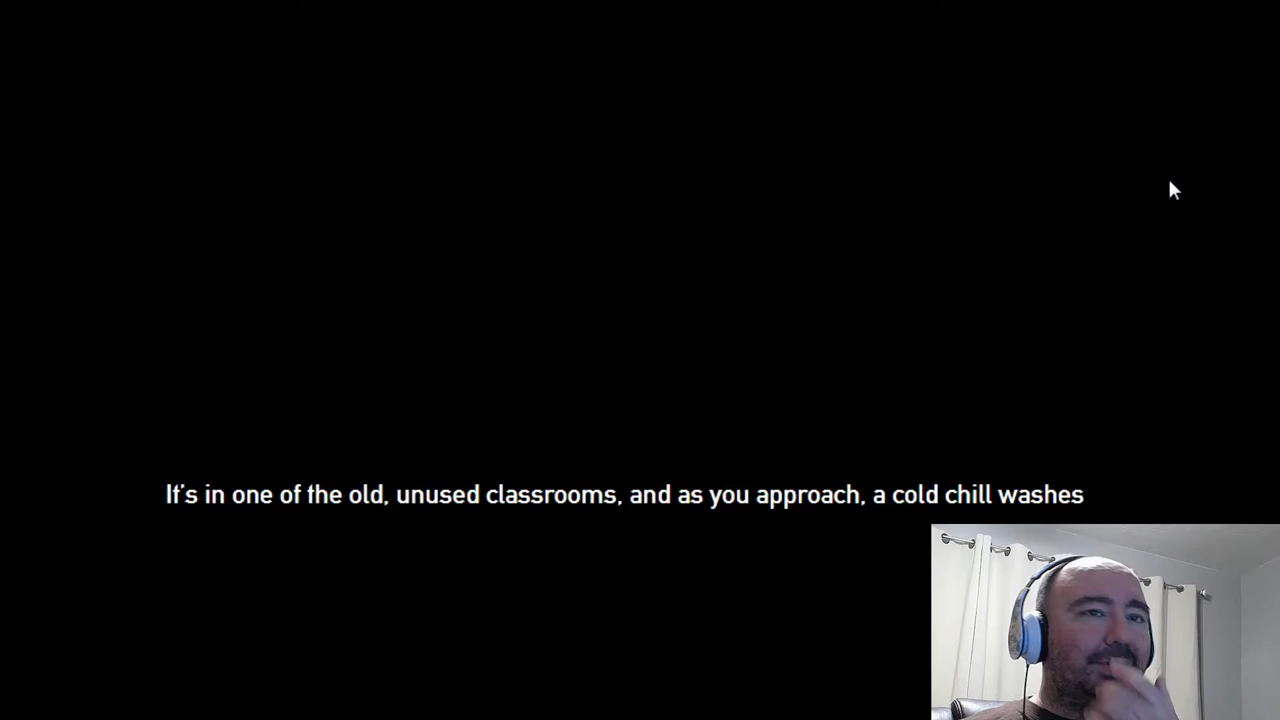 It's in one of the old, unused classrooms, and as you approach, a cold chill washes